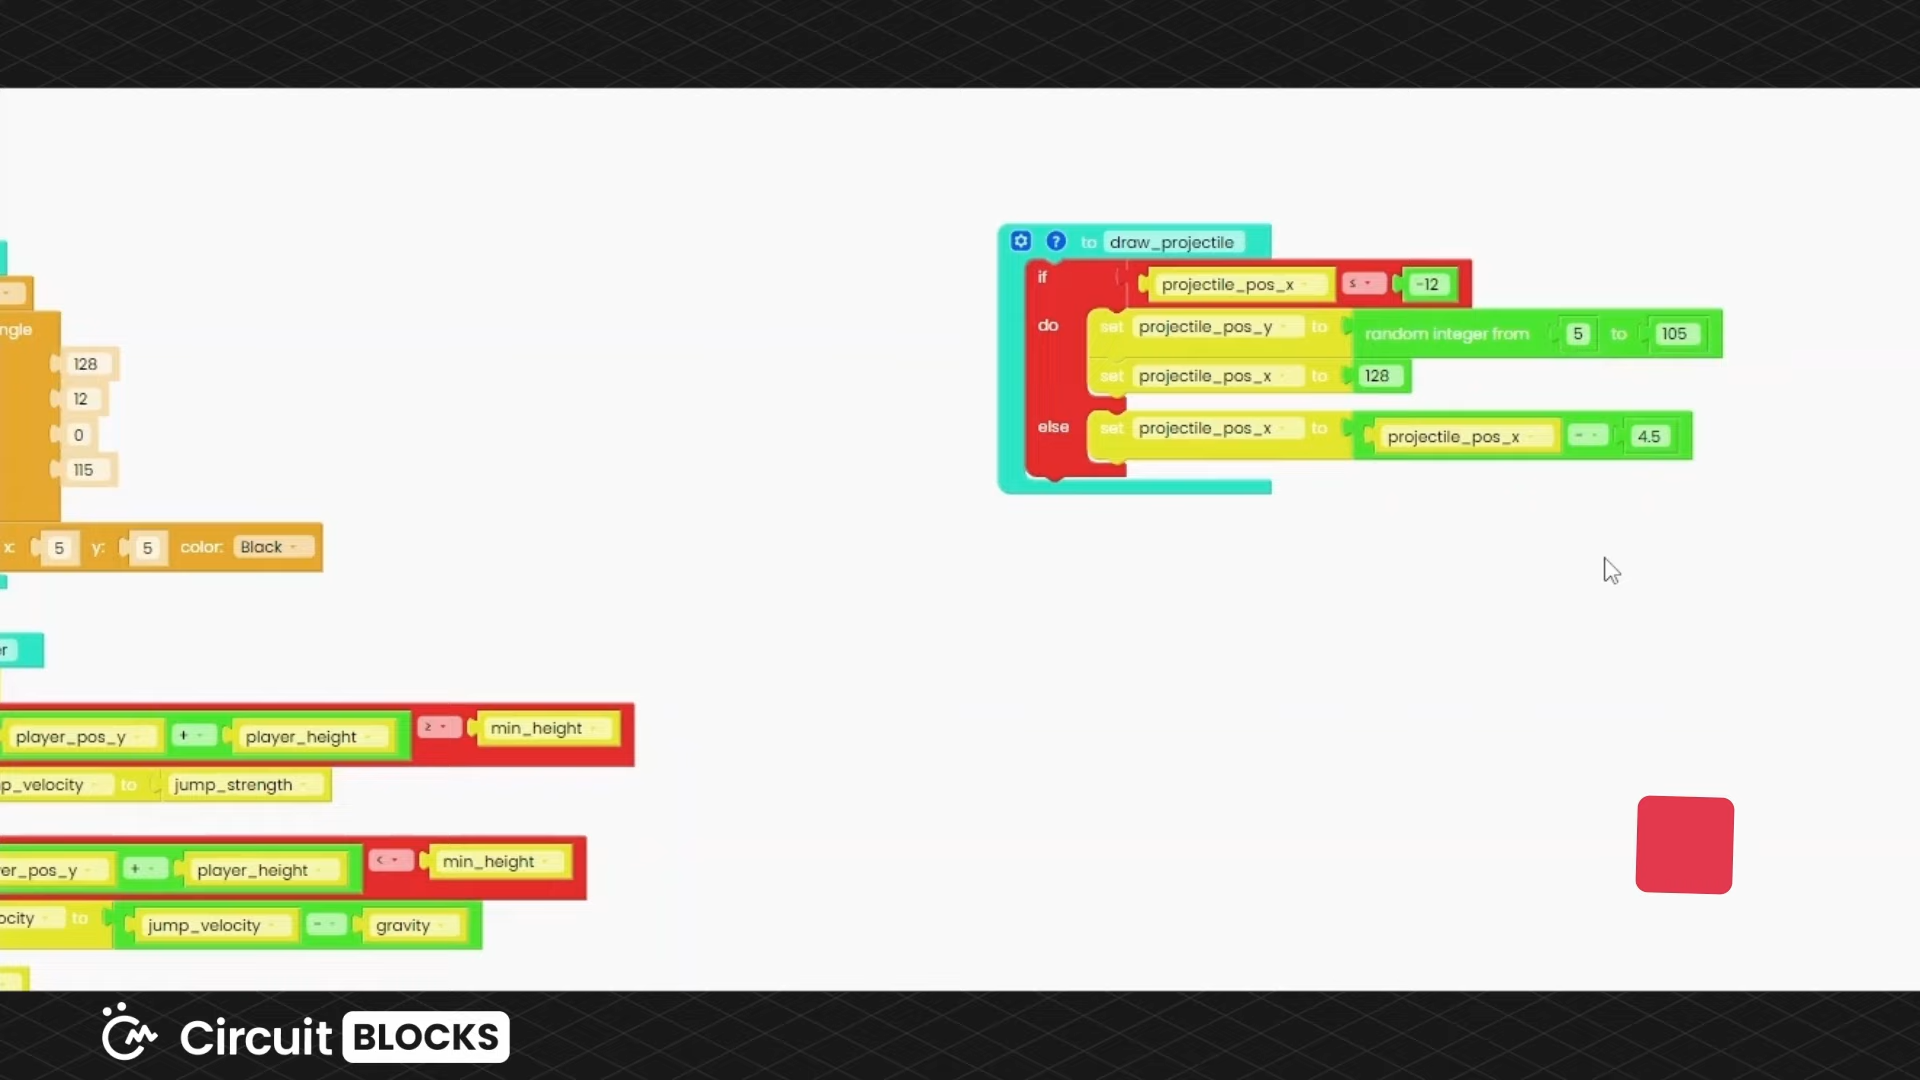 ? to draw_projectile
if projectile_pos_x ≤ -12
do set projectile_pos_y to random integer from 5 to 105
set projectile_pos_x to 128
else set projectile_pos_x to projectile_pos_x - 4.5
ngle
128
12
0
115
x: 5 y: 5 color: Black
er
player_pos_y + player_height ≥ min_height
p_velocity to jump_strength
er_pos_y + player_height < min_height
ocity to jump_velocity - gravity
Circuit BLOCKS